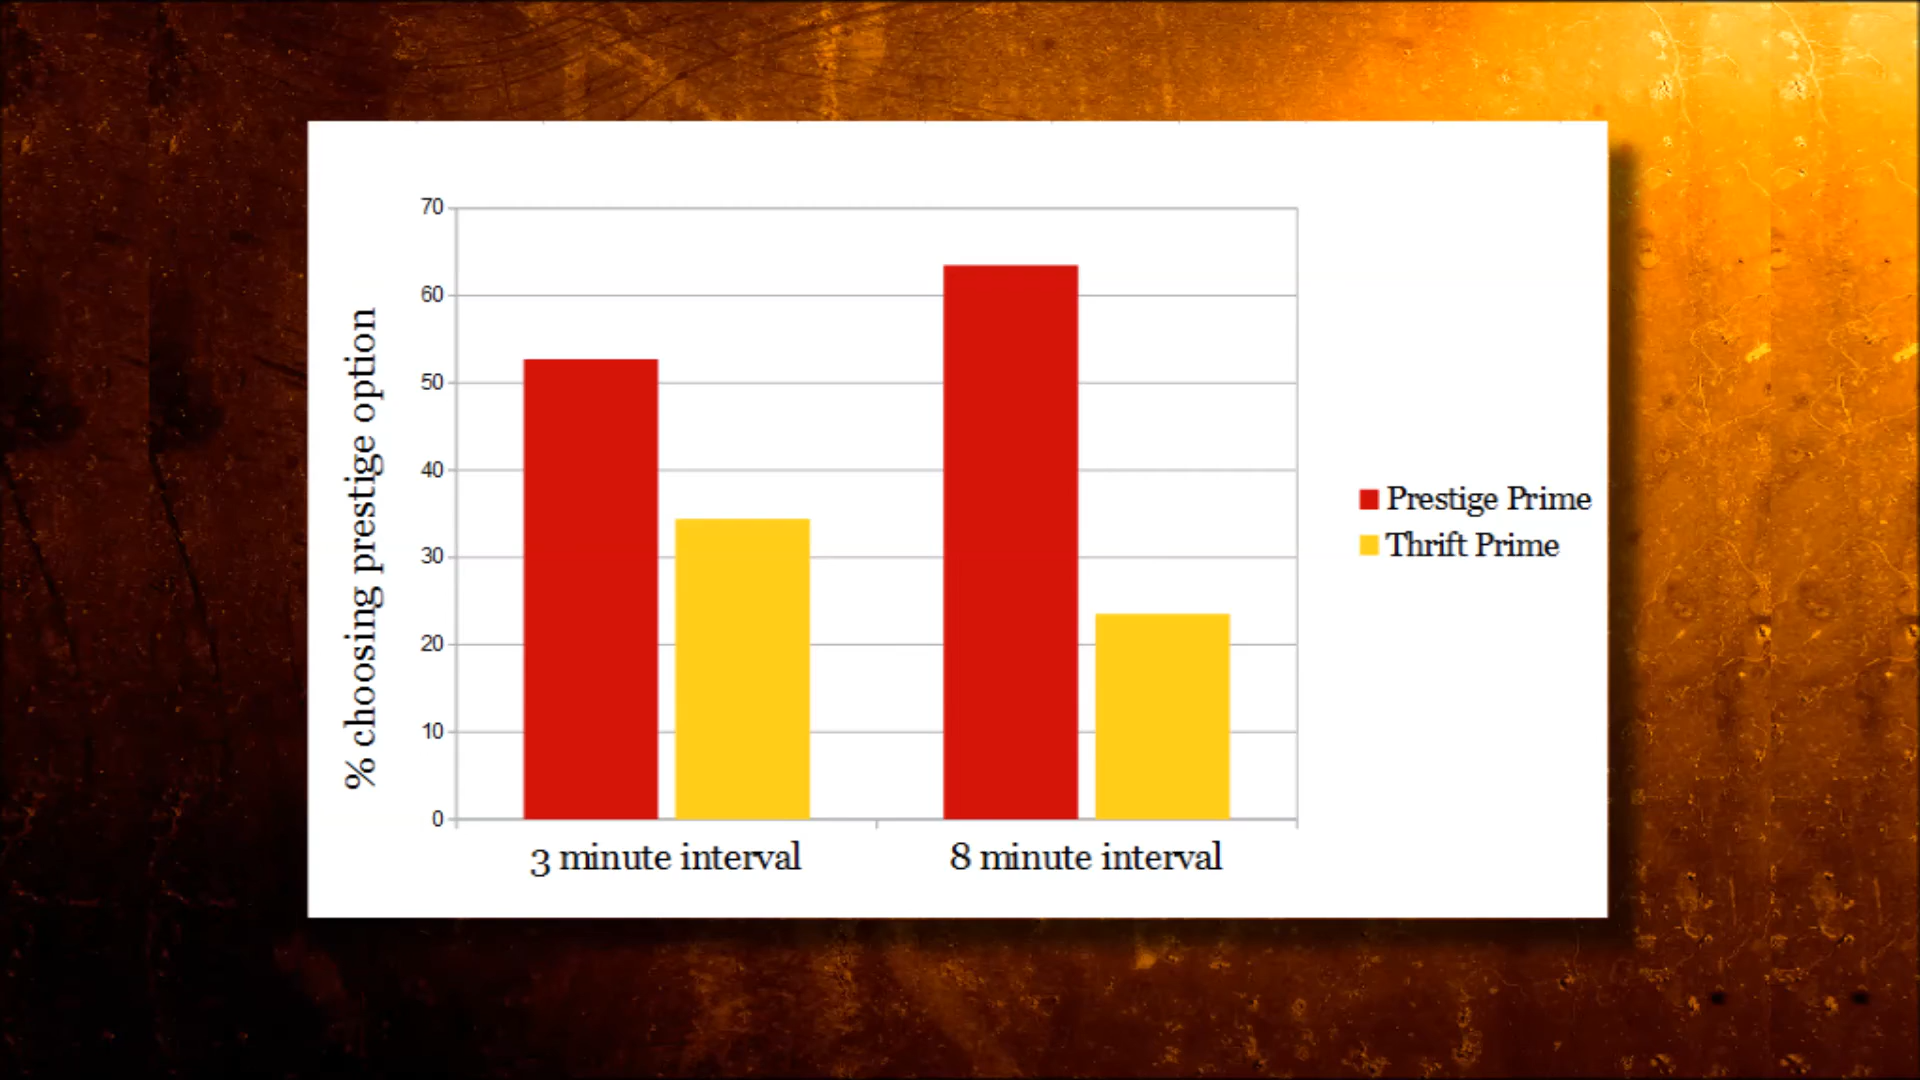 % choosing prestige option
70
60
50
40
30
20
10
0
3 minute interval
8 minute interval
Prestige Prime
Thrift Prime